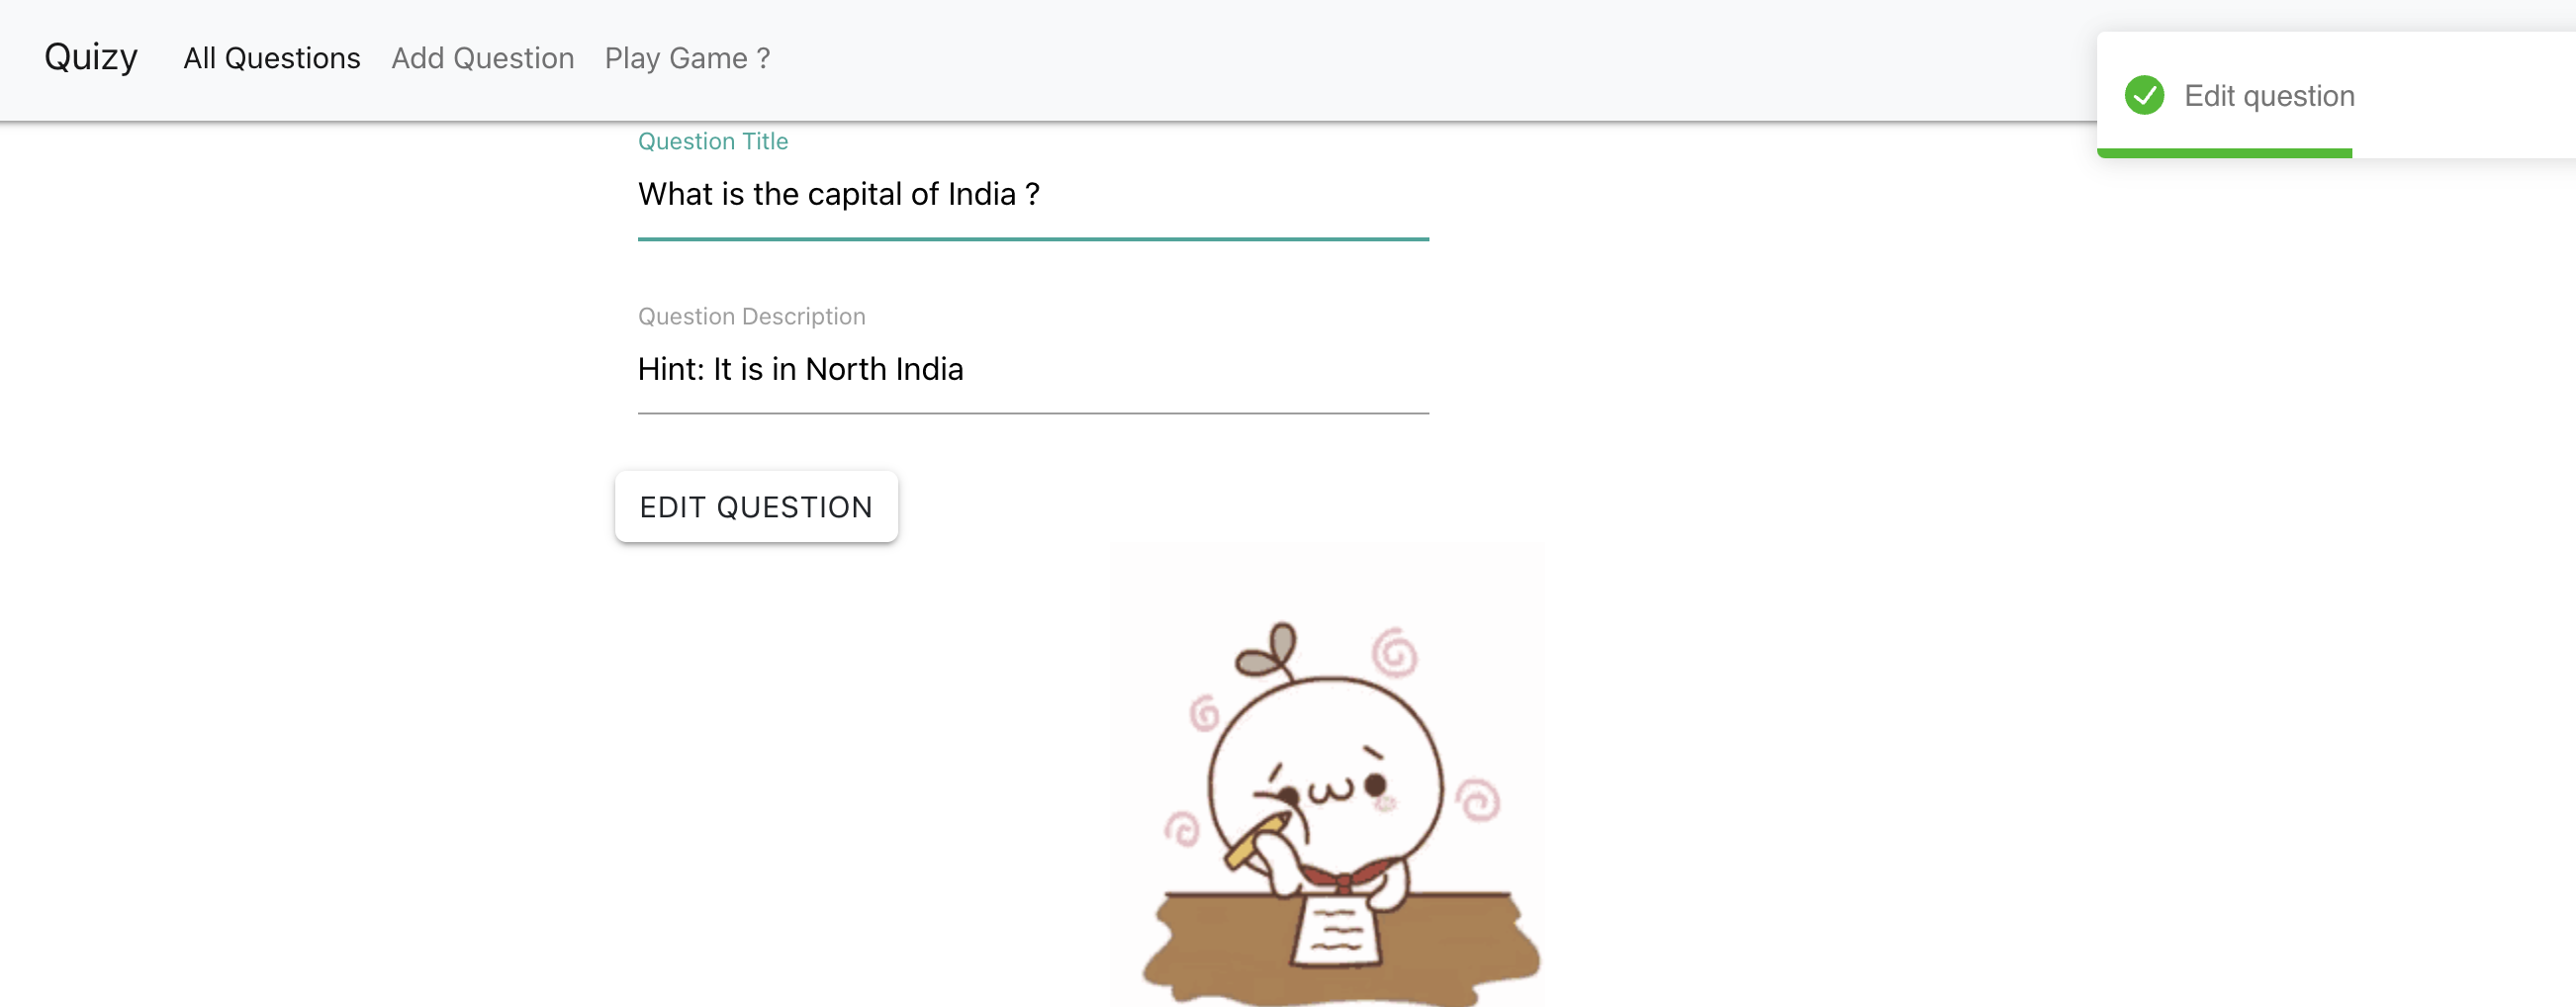 Quizy All Questions Add Question Play Game ?
Edit question
Question Title
What is the capital of India ?
Question Description
Hint: It is in North India
EDIT QUESTION